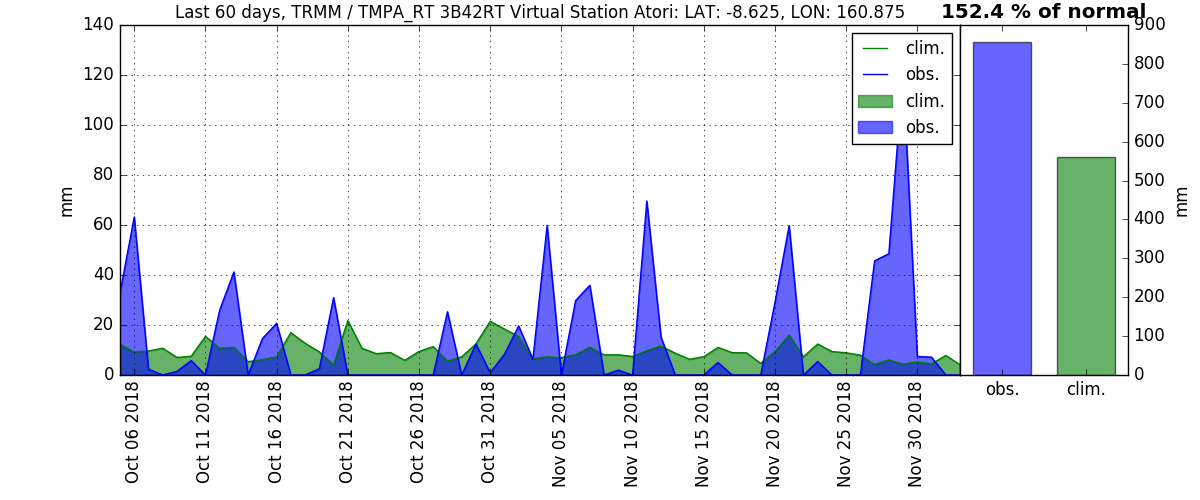 Last 60 days, TRMM / TMPA_RT 3B42RT Virtual Station Atori: LAT: -8.625, LON: 160.875
152.4 % of normal
140
120
100
80
60
40
20
0
mm
clim.
obs.
clim.
obs.
900
800
700
600
500
400
300
200
100
0
mm
Oct 06 2018
Oct 11 2018
Oct 16 2018
Oct 21 2018
Oct 26 2018
Oct 31 2018
Nov 05 2018
Nov 10 2018
Nov 15 2018
Nov 20 2018
Nov 25 2018
Nov 30 2018
obs.
clim.